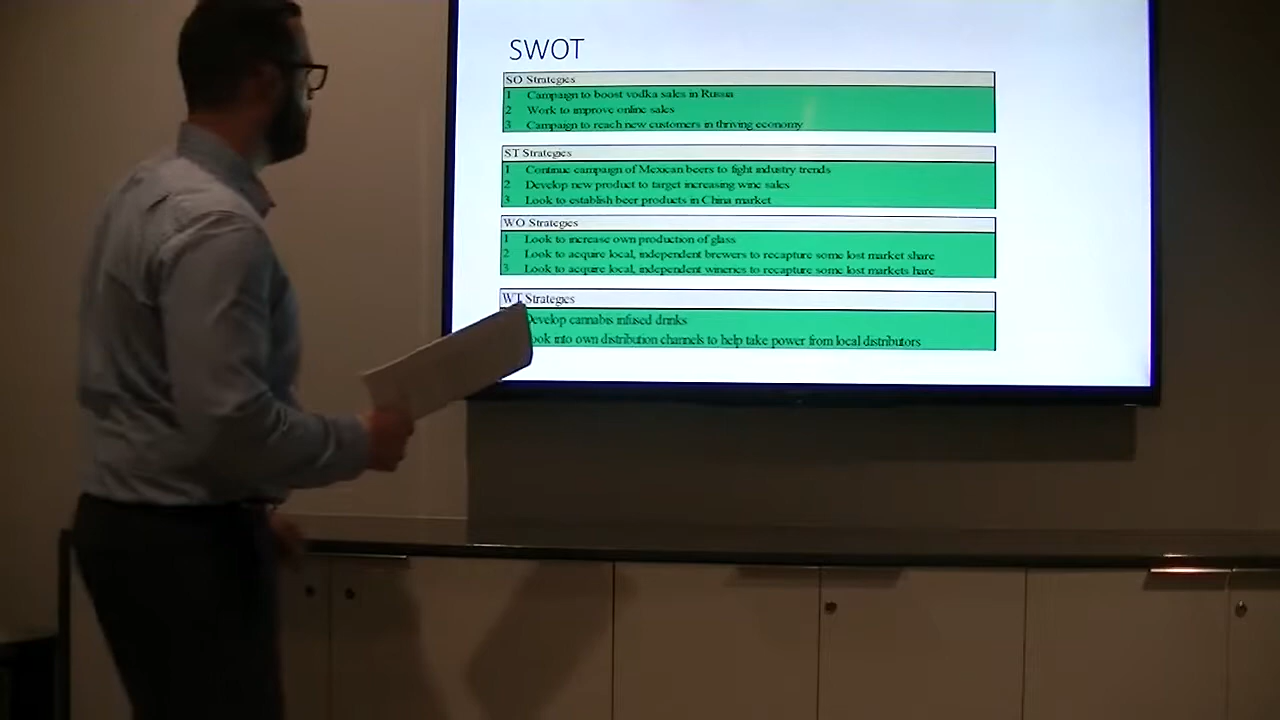 SWOT
SO Strategies
1 Campaign to boost vodka sales in Russia
2 Work to improve online sales
3 Campaign to reach new customers in thriving economy
ST Strategies
1 Continue campaign of Mexican beers to fight industry trends
2 Develop new product to target increasing wine sales
3 Look to establish beer products in China market
WO Strategies
1 Look to increase own production of glass
2 Look to acquire local, independent brewers to recapture some lost market share
3 Look to acquire local, independent wineries to recapture some lost markets hare
WT Strategies
Develop cannabis infused drinks
ook into own distribution channels to help take power from local distributors